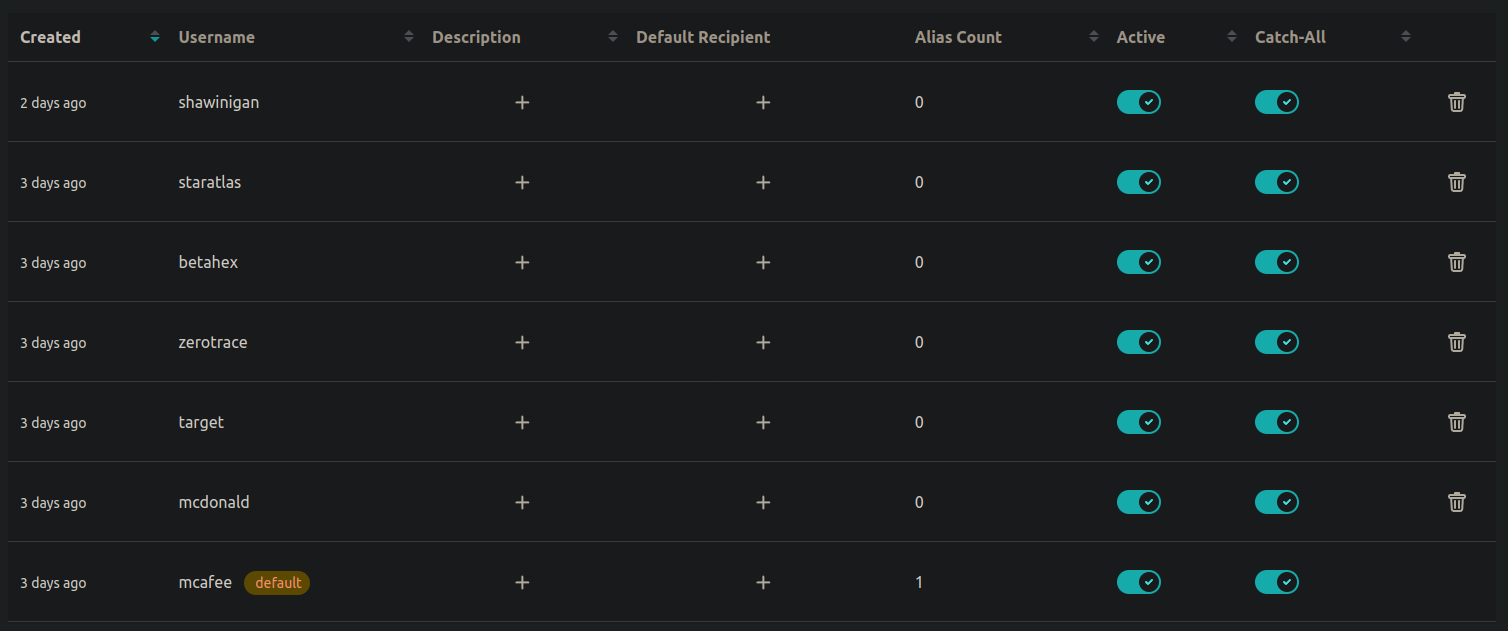 Created Username Description Default Recipient Alias Count Active Catch-All
2 days ago shawinigan + + 0
3 days ago staratlas + + 0
3 days ago betahex + + 0
3 days ago zerotrace + + 0
3 days ago target + + 0
3 days ago mcdonald + + 0
3 days ago mcafee default + + 1